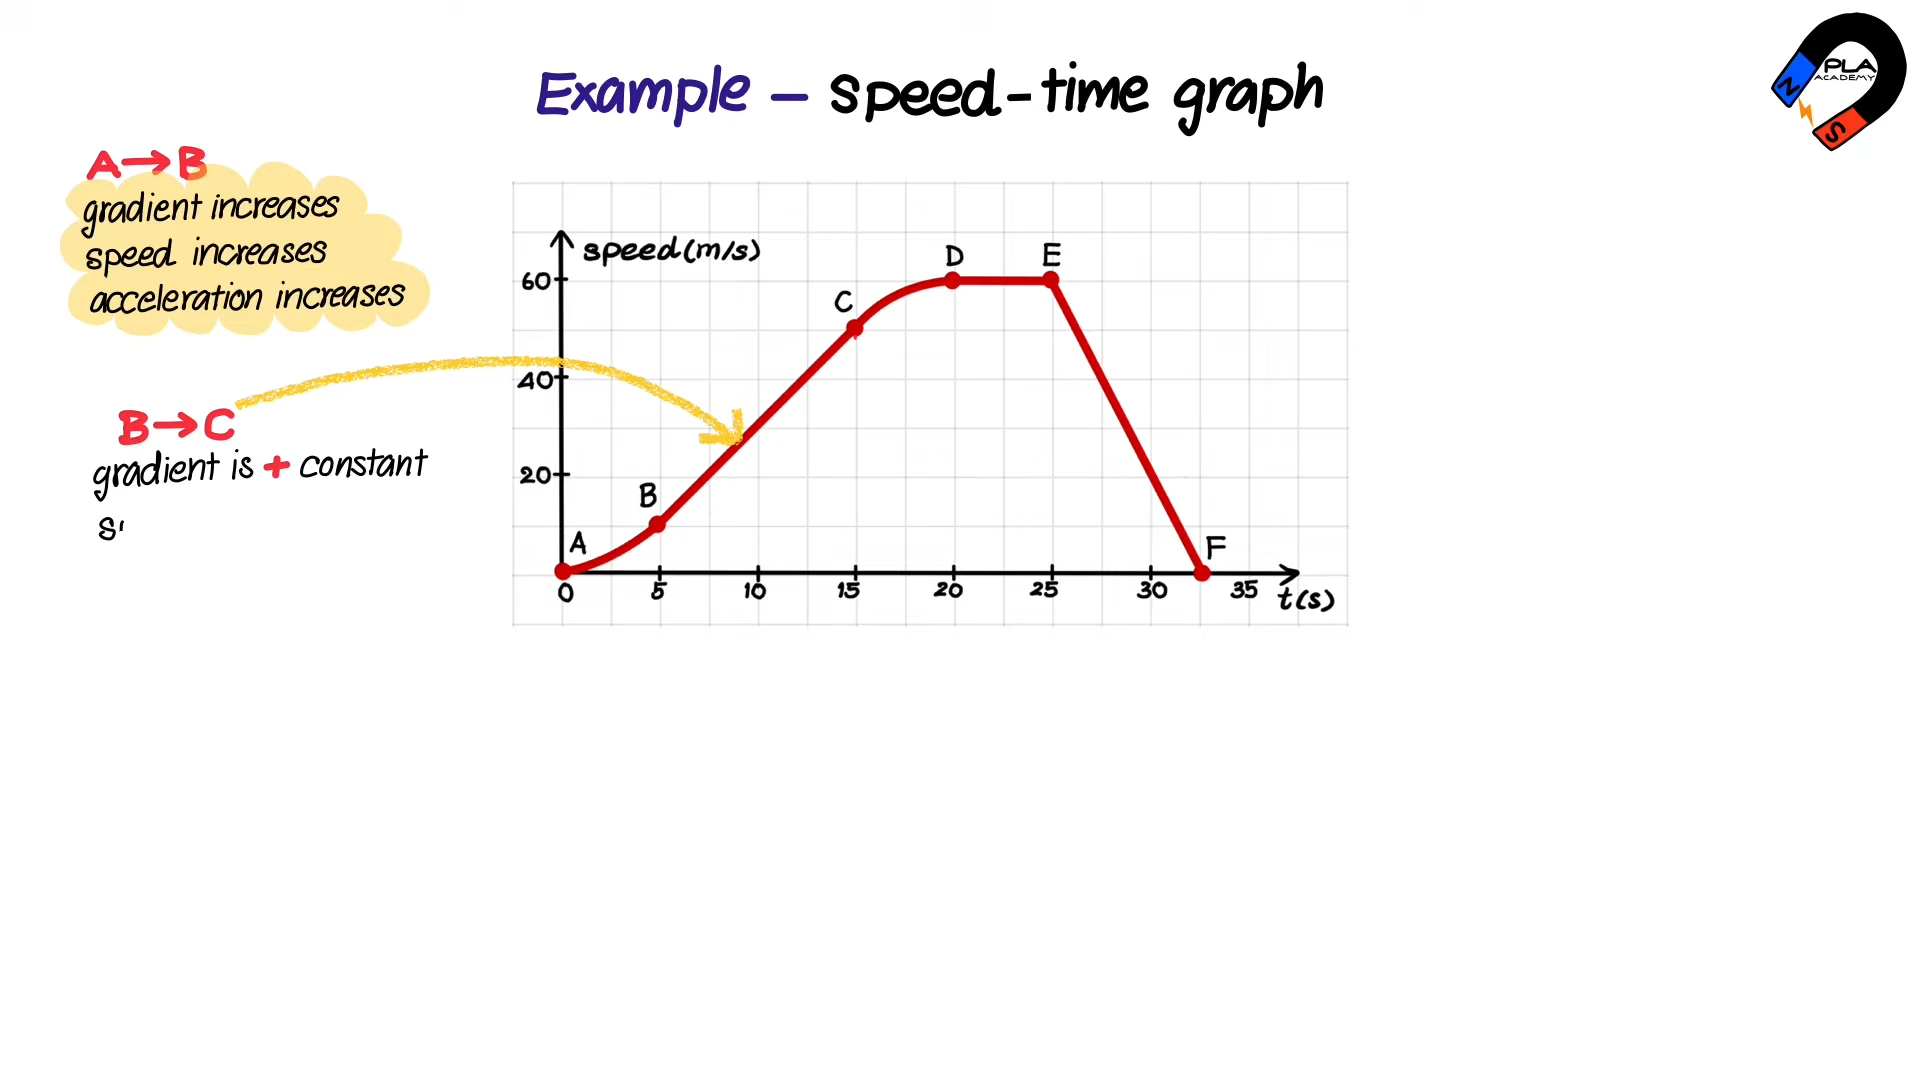 Example – speed-time graph
PLA
ACADEMY
N
S
A→B
gradient increases
speed increases
acceleration increases
B→C
gradient is + constant
speed(m/s)
60
40
20
A
B
C
D
E
F
0 5 10 15 20 25 30 35 t(s)